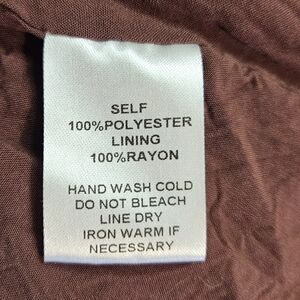 SELF
100%POLYESTER
LINING
100%RAYON
HAND WASH COLD
DO NOT BLEACH
LINE DRY
IRON WARM IF
NECESSARY